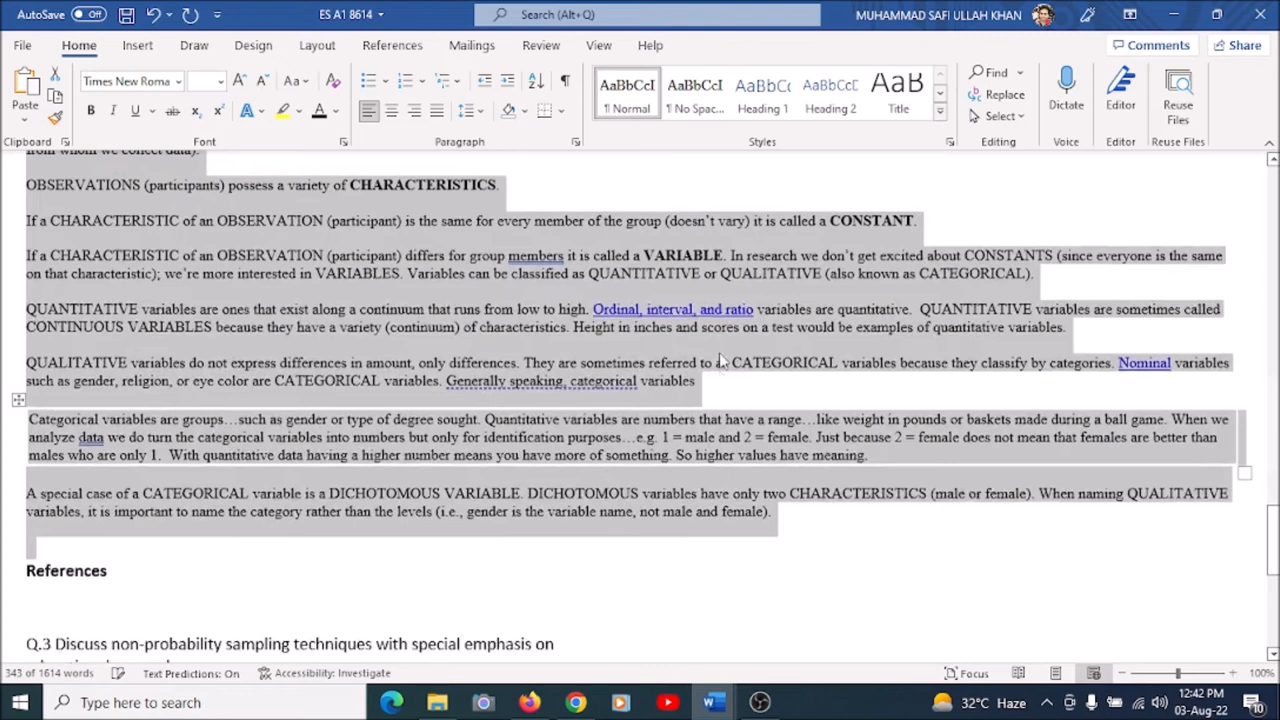 AutoSave Off ES A1 8614 Search (Alt+Q) MUHAMMAD SAFI ULLAH KHAN
File Home Insert Draw Design Layout References Mailings Review View Help Comments Share
Times New Roma Aa
Paste
B I U ab x2 x2 A A
AaBbCcI AaBbCcI AaBbCc AaBbCcD AaBb
¶ Normal ¶ No Spac... Heading 1 Heading 2 Title
Find
Replace
Select
Dictate Editor Reuse Files
Clipboard Font Paragraph Styles Editing Voice Editor Reuse Files
from whom we collect data).
OBSERVATIONS (participants) possess a variety of CHARACTERISTICS.
If a CHARACTERISTIC of an OBSERVATION (participant) is the same for every member of the group (doesn't vary) it is called a CONSTANT.
If a CHARACTERISTIC of an OBSERVATION (participant) differs for group members it is called a VARIABLE. In research we don't get excited about CONSTANTS (since everyone is the same
on that characteristic); we're more interested in VARIABLES. Variables can be classified as QUANTITATIVE or QUALITATIVE (also known as CATEGORICAL).
QUANTITATIVE variables are ones that exist along a continuum that runs from low to high. Ordinal, interval, and ratio variables are quantitative.  QUANTITATIVE variables are sometimes called
CONTINUOUS VARIABLES because they have a variety (continuum) of characteristics. Height in inches and scores on a test would be examples of quantitative variables.
QUALITATIVE variables do not express differences in amount, only differences. They are sometimes referred to as CATEGORICAL variables because they classify by categories. Nominal variables
such as gender, religion, or eye color are CATEGORICAL variables. Generally speaking, categorical variables
Categorical variables are groups…such as gender or type of degree sought. Quantitative variables are numbers that have a range…like weight in pounds or baskets made during a ball game. When we
analyze data we do turn the categorical variables into numbers but only for identification purposes…e.g. 1 = male and 2 = female. Just because 2 = female does not mean that females are better than
males who are only 1.  With quantitative data having a higher number means you have more of something. So higher values have meaning.
A special case of a CATEGORICAL variable is a DICHOTOMOUS VARIABLE. DICHOTOMOUS variables have only two CHARACTERISTICS (male or female). When naming QUALITATIVE
variables, it is important to name the category rather than the levels (i.e., gender is the variable name, not male and female).
References
Q.3 Discuss non-probability sampling techniques with special emphasis on
343 of 1614 words Text Predictions: On Accessibility: Investigate Focus 100%
Type here to search 32°C Haze 12:42 PM
03-Aug-22 10